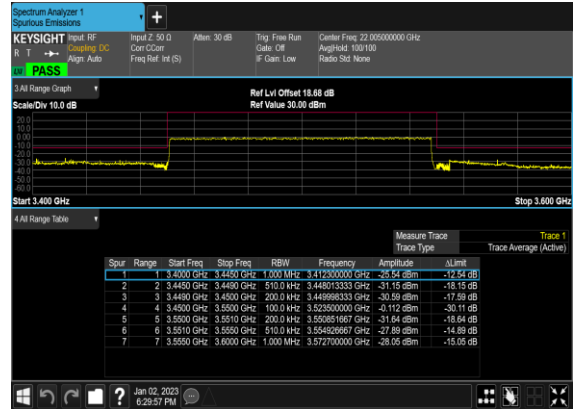 Spectrum Analyzer 1
Spurious Emissions
+
KEYSIGHT Input: RF Input Z: 50 Ω Atten: 30 dB Trig: Free Run Center Freq: 22.005000000 GHz
R T Coupling: DC Corr CCorr Gate: Off Avg|Hold: 100/100
Align: Auto Freq Ref: Int (S) IF Gain: Low Radio Std: None
PASS
3 All Range Graph
Ref Lvl Offset 18.68 dB
Scale/Div 10.0 dB Ref Value 30.00 dBm
20.0
10.0
0.00
-10.0
-20.0
-30.0
-40.0
-50.0
-60.0
Start 3.400 GHz Stop 3.600 GHz
4 All Range Table
Measure Trace Trace 1
Trace Type Trace Average (Active)
Spur Range Start Freq Stop Freq RBW Frequency Amplitude ΔLimit
1 1 3.4000 GHz 3.4450 GHz 1.000 MHz 3.412300000 GHz -25.54 dBm -12.54 dB
2 2 3.4450 GHz 3.4490 GHz 510.0 kHz 3.448013333 GHz -31.15 dBm -18.15 dB
3 3 3.4490 GHz 3.4500 GHz 200.0 kHz 3.449998333 GHz -30.59 dBm -17.59 dB
4 4 3.4500 GHz 3.5500 GHz 100.0 kHz 3.523500000 GHz -0.112 dBm -30.11 dB
5 5 3.5500 GHz 3.5510 GHz 200.0 kHz 3.550851667 GHz -31.64 dBm -18.64 dB
6 6 3.5510 GHz 3.5550 GHz 510.0 kHz 3.554926667 GHz -27.89 dBm -14.89 dB
7 7 3.5550 GHz 3.6000 GHz 1.000 MHz 3.572700000 GHz -28.05 dBm -15.05 dB
? Jan 02, 2023
6:29:57 PM